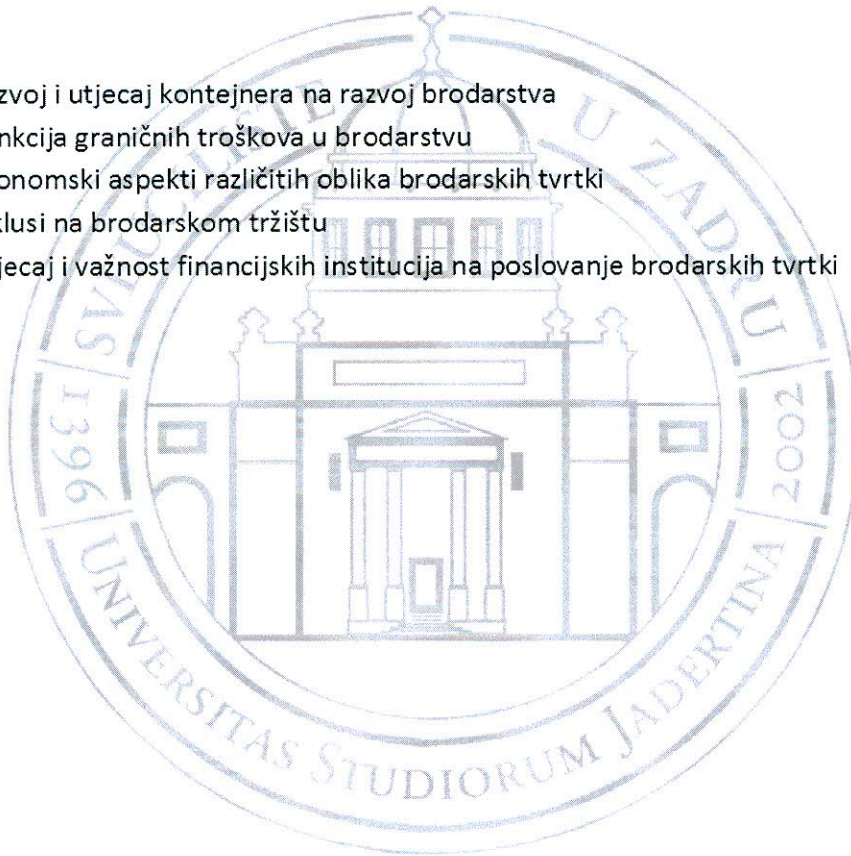 zvoj i utjecaj kontejnera na razvoj brodarstva
nkcija graničnih troškova u brodarstvu
onomski aspekti različitih oblika brodarskih tvrtki
klusi na brodarskom tržištu
jecaj i važnost financijskih institucija na poslovanje brodarskih tvrtki
SVEUČILIŠTE U ZADRU
1396
2002
UNIVERSITAS STUDIORUM JADERTINA